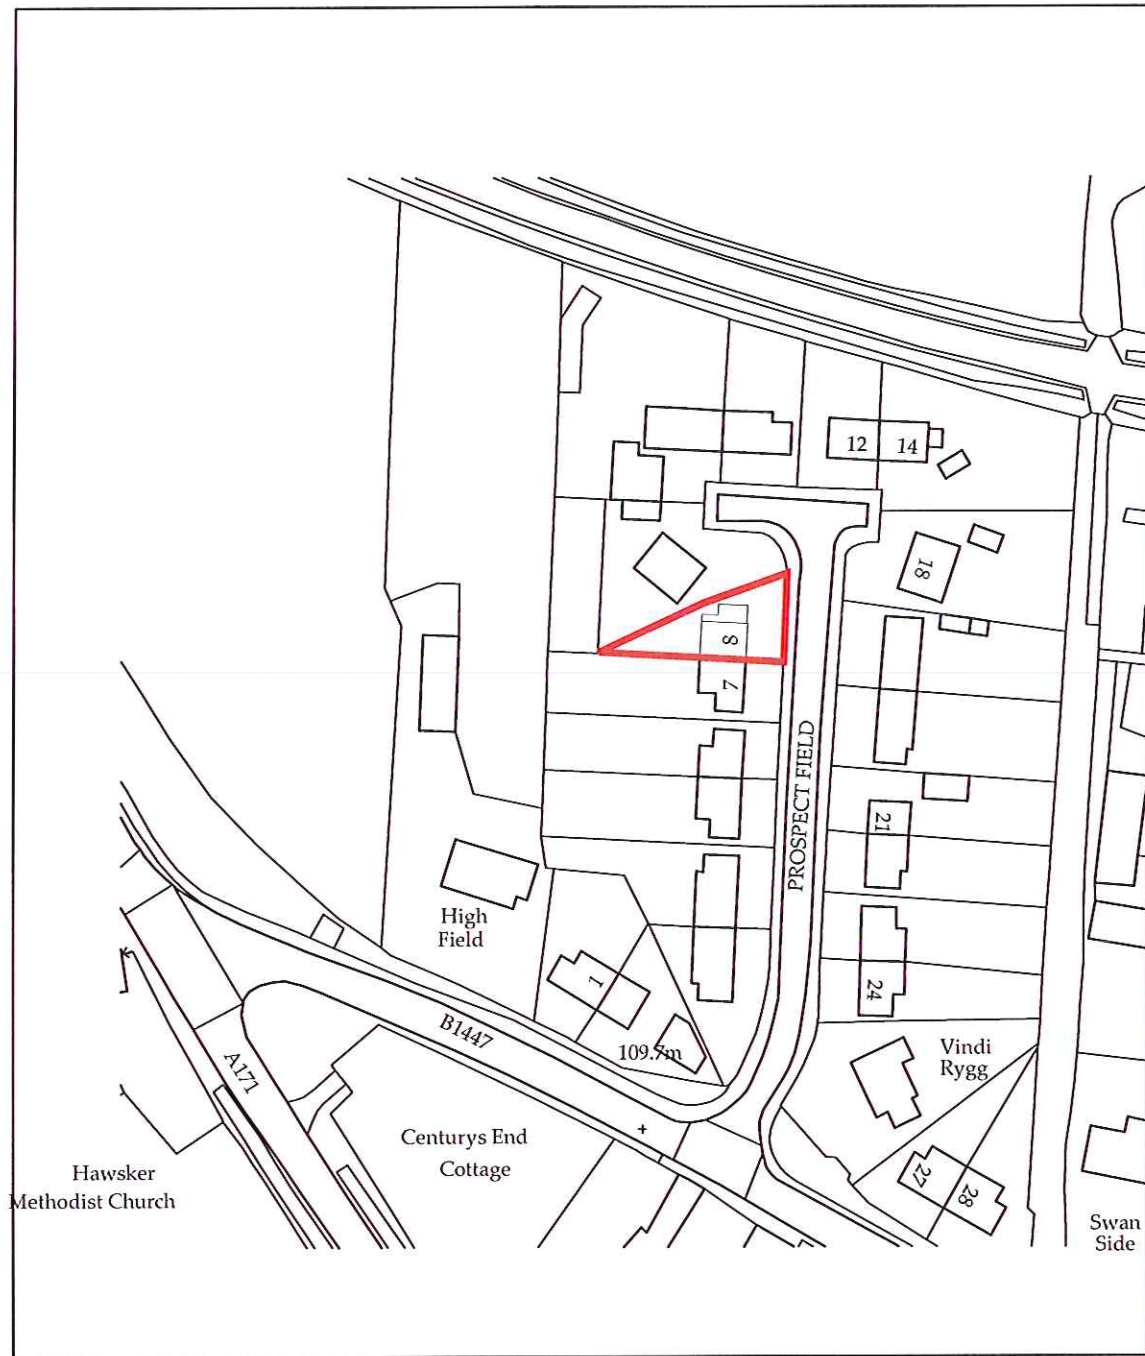 12
14
18
8
7
PROSPECT FIELD
21
High
Field
24
1
B1447
109.7m
Vindi
Rygg
A171
Centurys End
Cottage
27
28
Hawsker
Methodist Church
Swan
Side